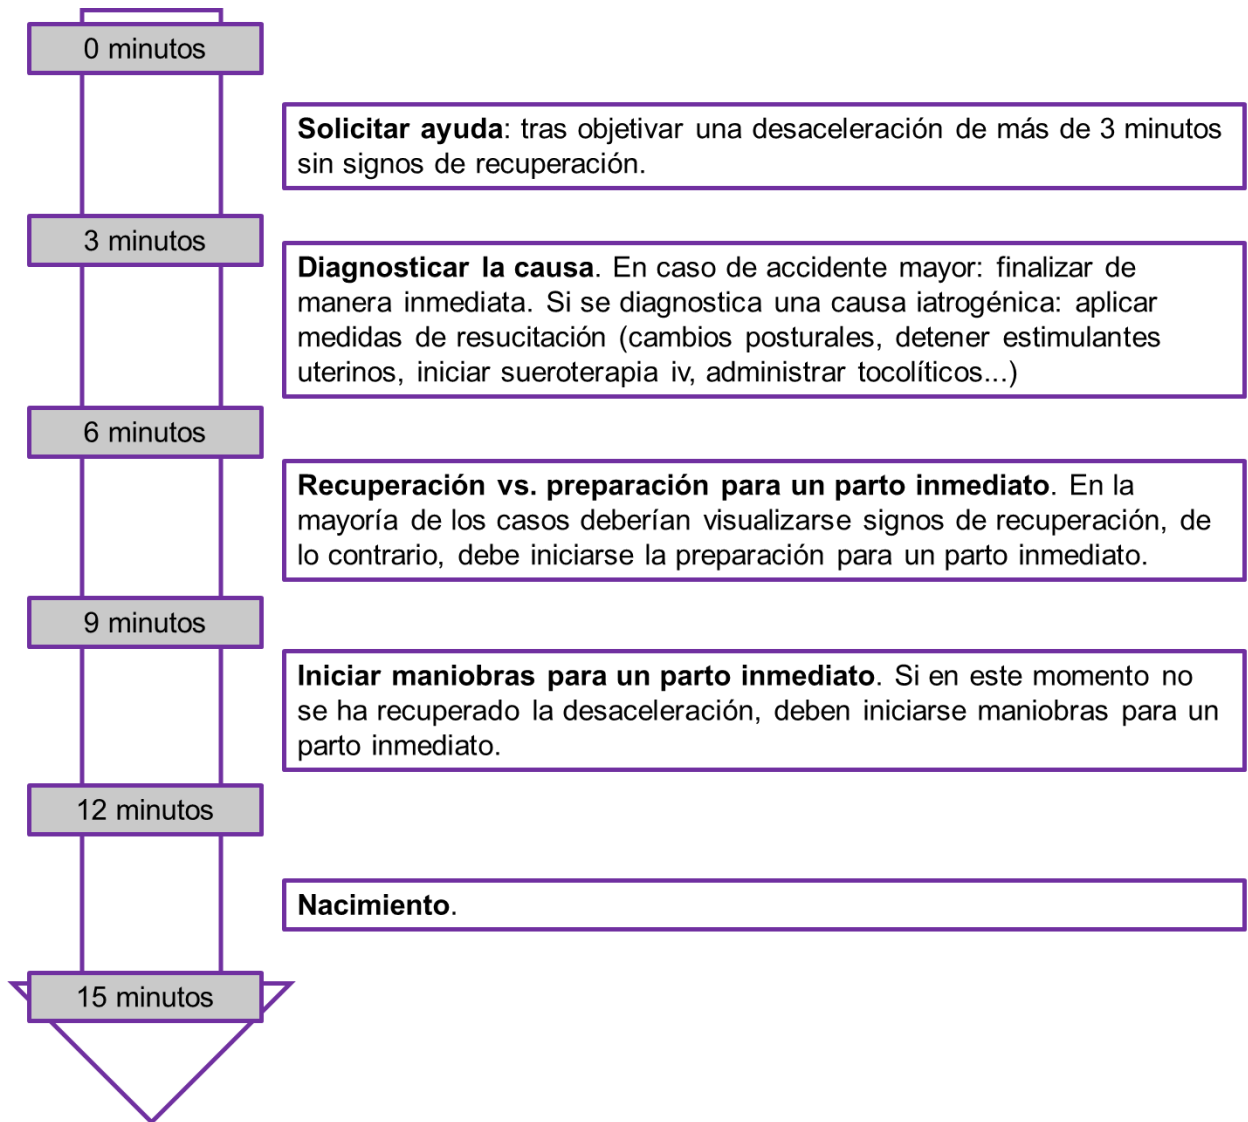 0 minutos
Solicitar ayuda: tras objetivar una desaceleración de más de 3 minutos
sin signos de recuperación.
3 minutos
Diagnosticar la causa. En caso de accidente mayor: finalizar de
manera inmediata. Si se diagnostica una causa iatrogénica: aplicar
medidas de resucitación (cambios posturales, detener estimulantes
uterinos, iniciar sueroterapia iv, administrar tocolíticos...)
6 minutos
Recuperación vs. preparación para un parto inmediato. En la
mayoría de los casos deberían visualizarse signos de recuperación, de
lo contrario, debe iniciarse la preparación para un parto inmediato.
9 minutos
Iniciar maniobras para un parto inmediato. Si en este momento no
se ha recuperado la desaceleración, deben iniciarse maniobras para un
parto inmediato.
12 minutos
Nacimiento.
15 minutos